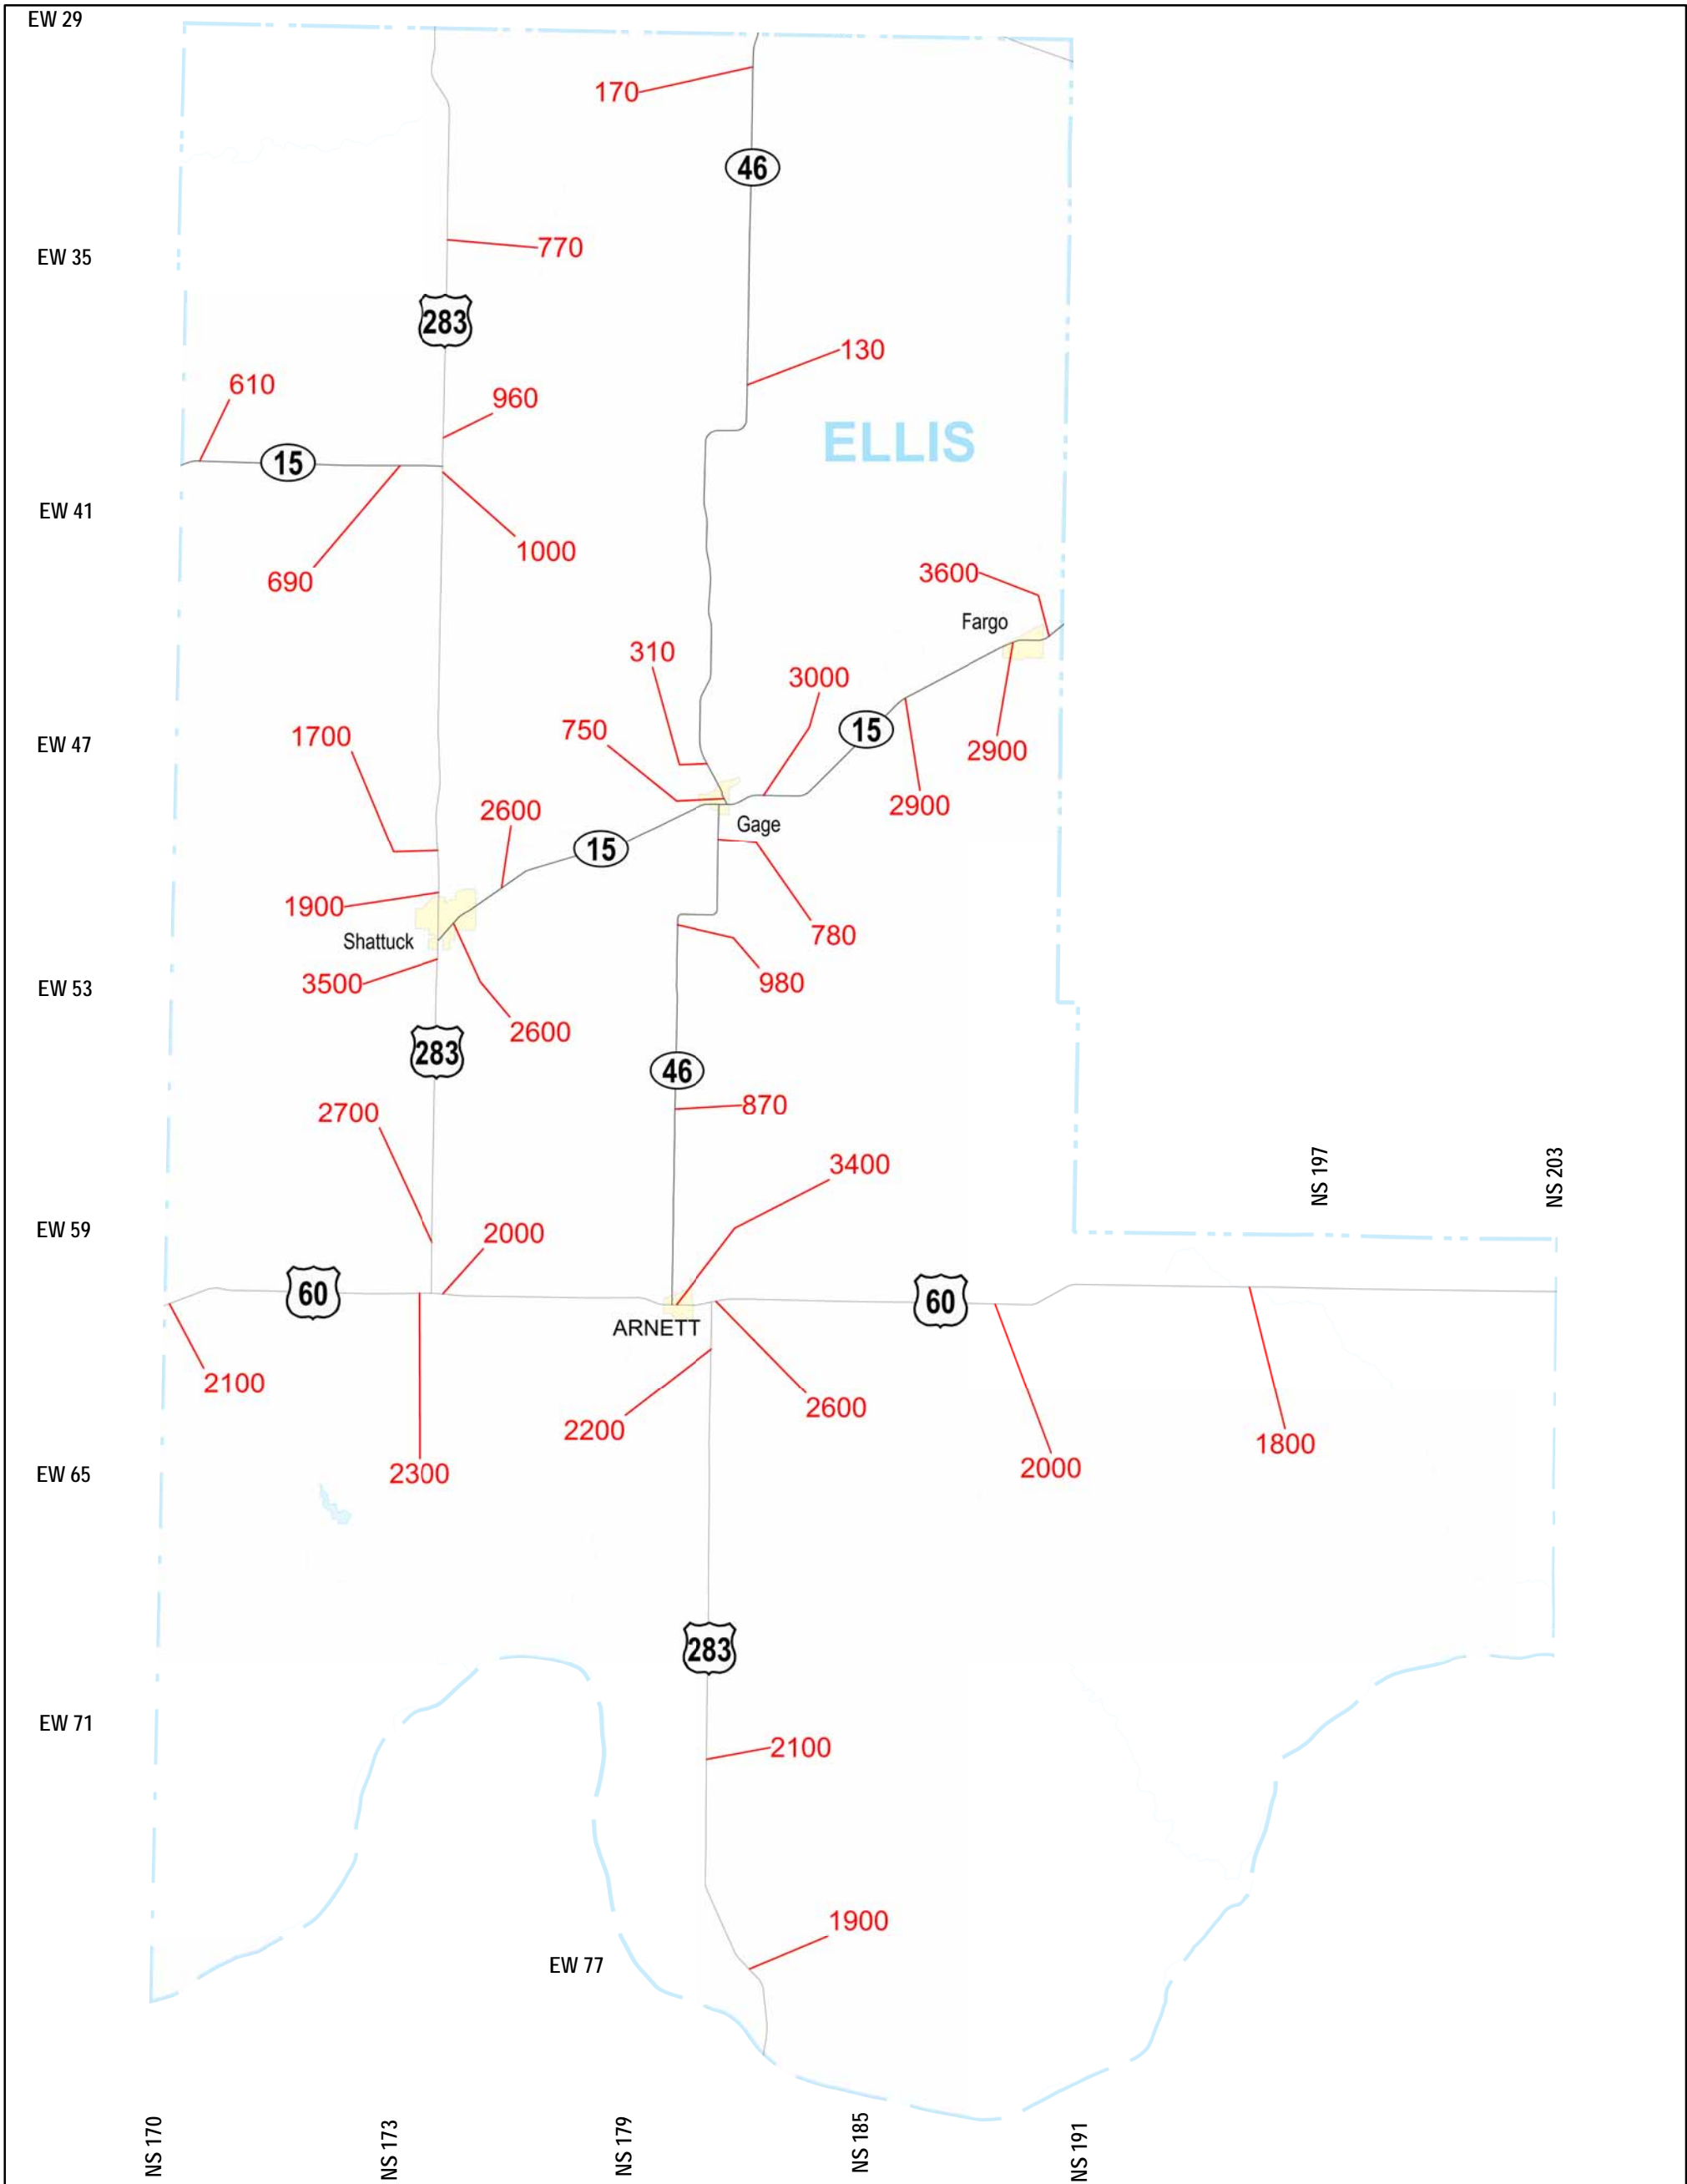 EW 29
170
46
EW 35
770
283
130
610
960
ELLIS
15
EW 41
1000
690
3600
Fargo
310
3000
750
15
1700
EW 47
2900
2600
2900
Gage
15
1900
780
Shattuck
980
3500
EW 53
2600
283
46
2700
870
3400
NS 197
NS 203
EW 59
2000
60
60
ARNETT
2100
2600
2200
1800
2000
2300
EW 65
283
EW 71
2100
1900
EW 77
NS 170
NS 173
NS 179
NS 185
NS 191